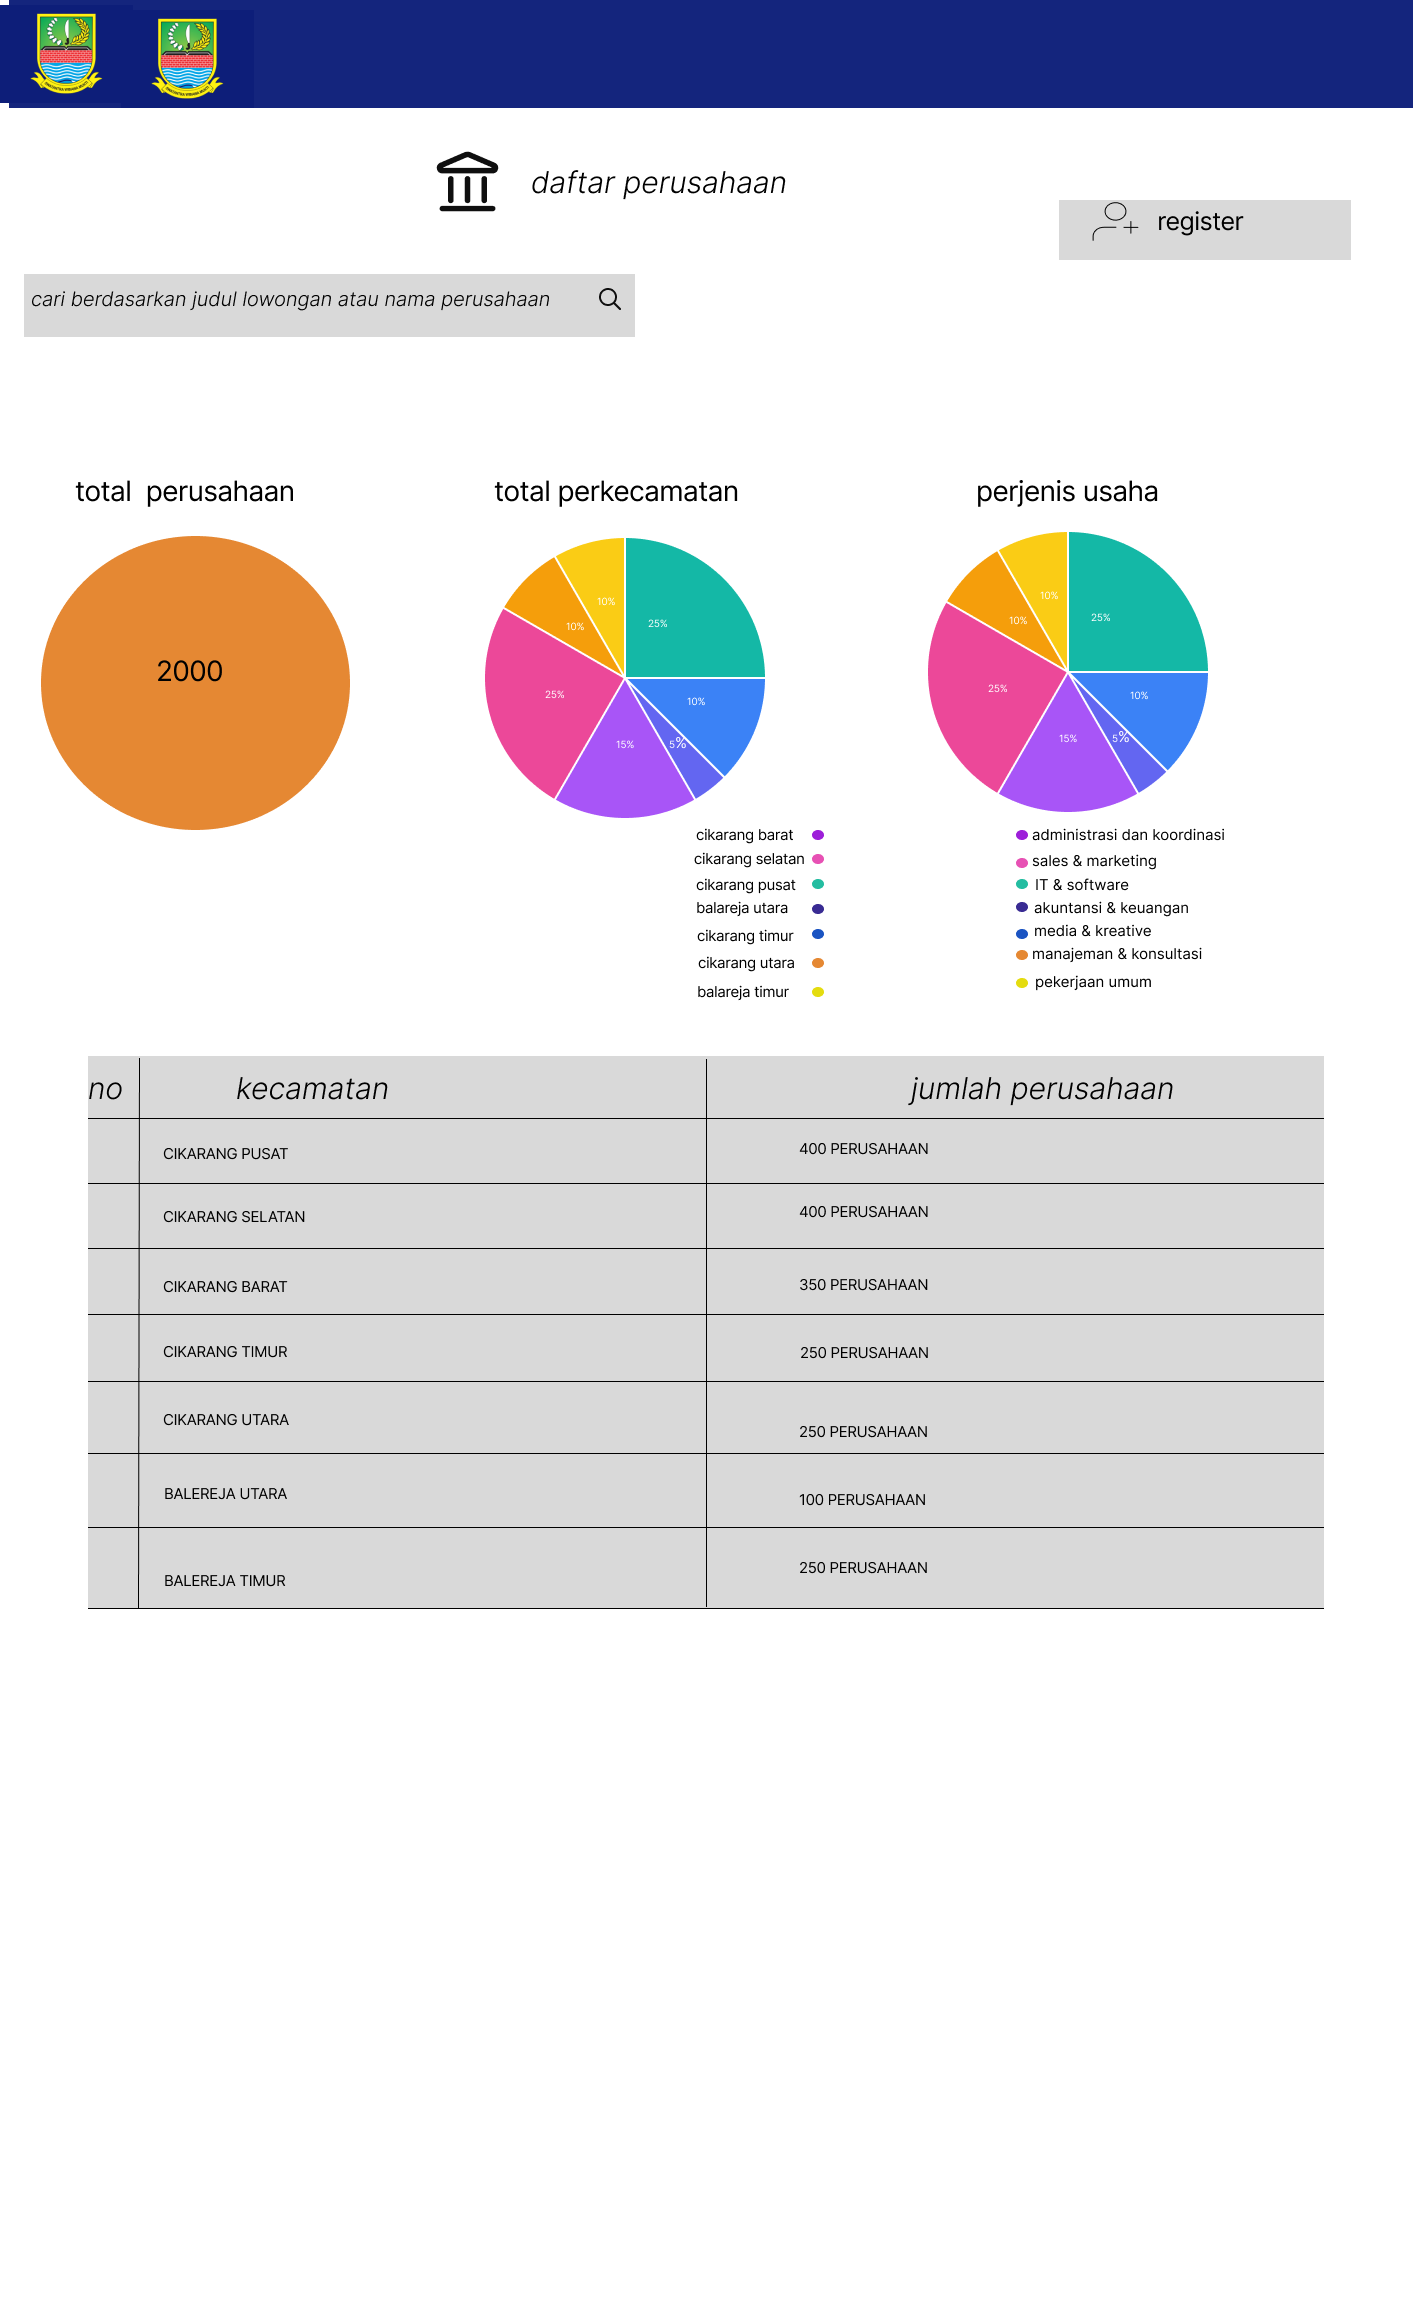 daftar perusahaan
register
cari berdasarkan judul lowongan atau nama perusahaan
total perusahaan
2000
total perkecamatan
10%
25%
10%
25%
10%
15%
5%
perjenis usaha
10%
25%
10%
25%
10%
15%
5%
cikarang barat
cikarang selatan
cikarang pusat
balareja utara
cikarang timur
cikarang utara
balareja timur
administrasi dan koordinasi
sales & marketing
IT & software
akuntansi & keuangan
media & kreative
manajeman & konsultasi
pekerjaan umum
no kecamatan jumlah perusahaan
CIKARANG PUSAT 400 PERUSAHAAN
CIKARANG SELATAN 400 PERUSAHAAN
CIKARANG BARAT 350 PERUSAHAAN
CIKARANG TIMUR 250 PERUSAHAAN
CIKARANG UTARA 250 PERUSAHAAN
BALEREJA UTARA 100 PERUSAHAAN
BALEREJA TIMUR 250 PERUSAHAAN